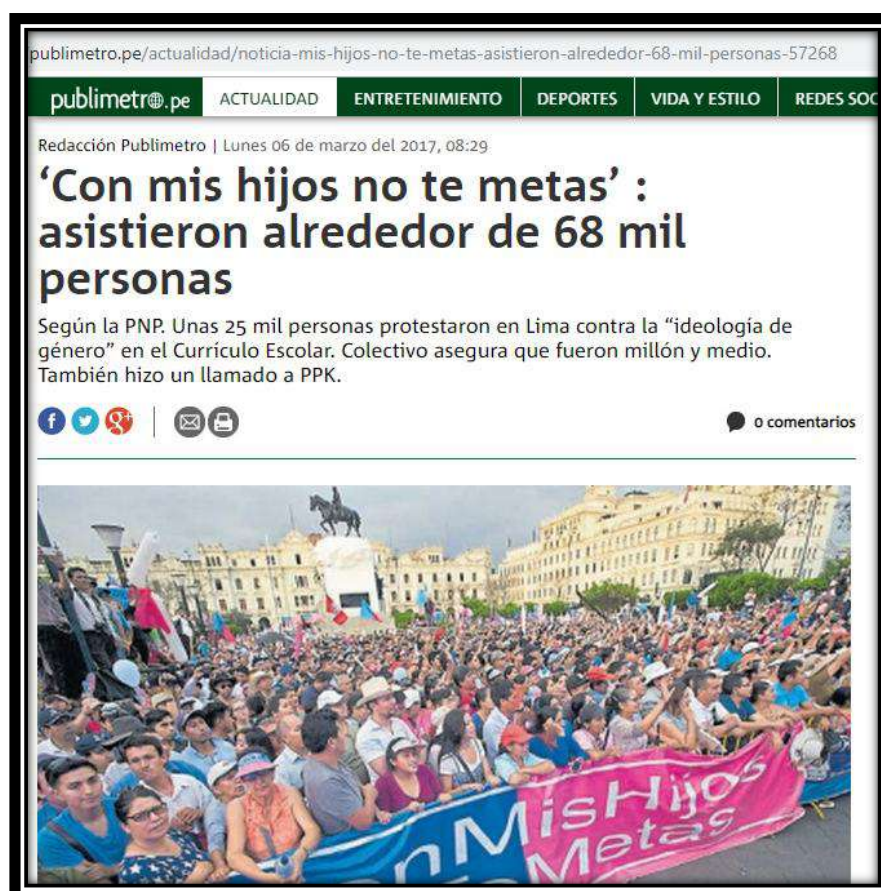 publimetro.pe/actualidad/noticia-mis-hijos-no-te-metas-asistieron-alrededor-68-mil-personas-57268
publimetro.pe ACTUALIDAD ENTRETENIMIENTO DEPORTES VIDA Y ESTILO REDES SOC
Redacción Publimetro | Lunes 06 de marzo del 2017, 08:29
‘Con mis hijos no te metas’ :
asistieron alrededor de 68 mil
personas
Según la PNP. Unas 25 mil personas protestaron en Lima contra la “ideología de
género” en el Currículo Escolar. Colectivo asegura que fueron millón y medio.
También hizo un llamado a PPK.
f g+ 0 comentarios
nMisHijos
Metas